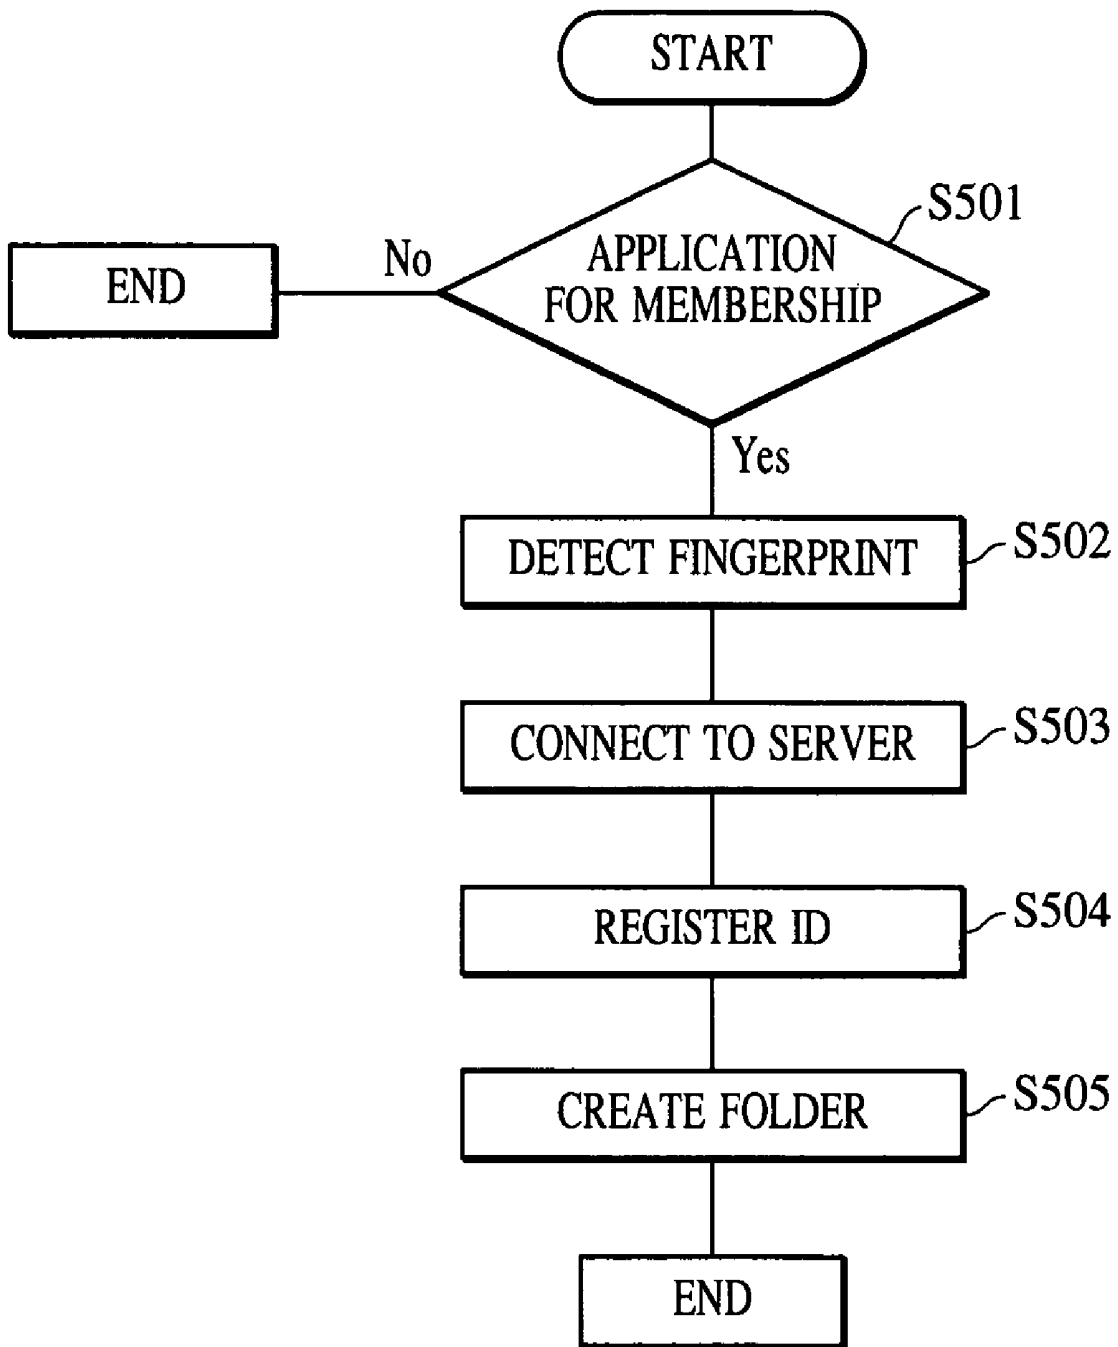 START
S501
APPLICATION
FOR MEMBERSHIP
No
END
Yes
DETECT FINGERPRINT
S502
CONNECT TO SERVER
S503
REGISTER ID
S504
CREATE FOLDER
S505
END